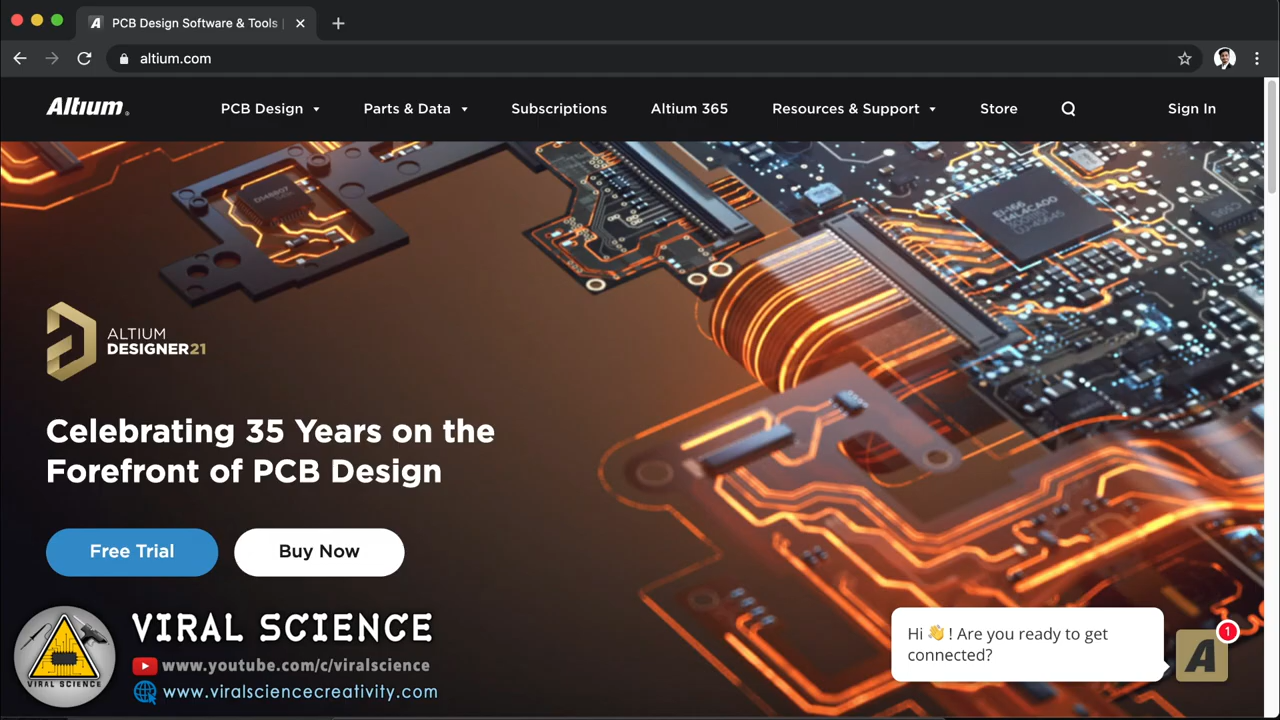 PCB Design Software & Tools |
altium.com
Altium.
PCB Design
Parts & Data
Subscriptions
Altium 365
Resources & Support
Store
Sign In
ALTIUM
DESIGNER21
Celebrating 35 Years on the
Forefront of PCB Design
Free Trial
Buy Now
VIRAL SCIENCE
VIRAL SCIENCE
www.youtube.com/c/viralscience
www.viralsciencecreativity.com
Hi 👋 ! Are you ready to get
connected?
1